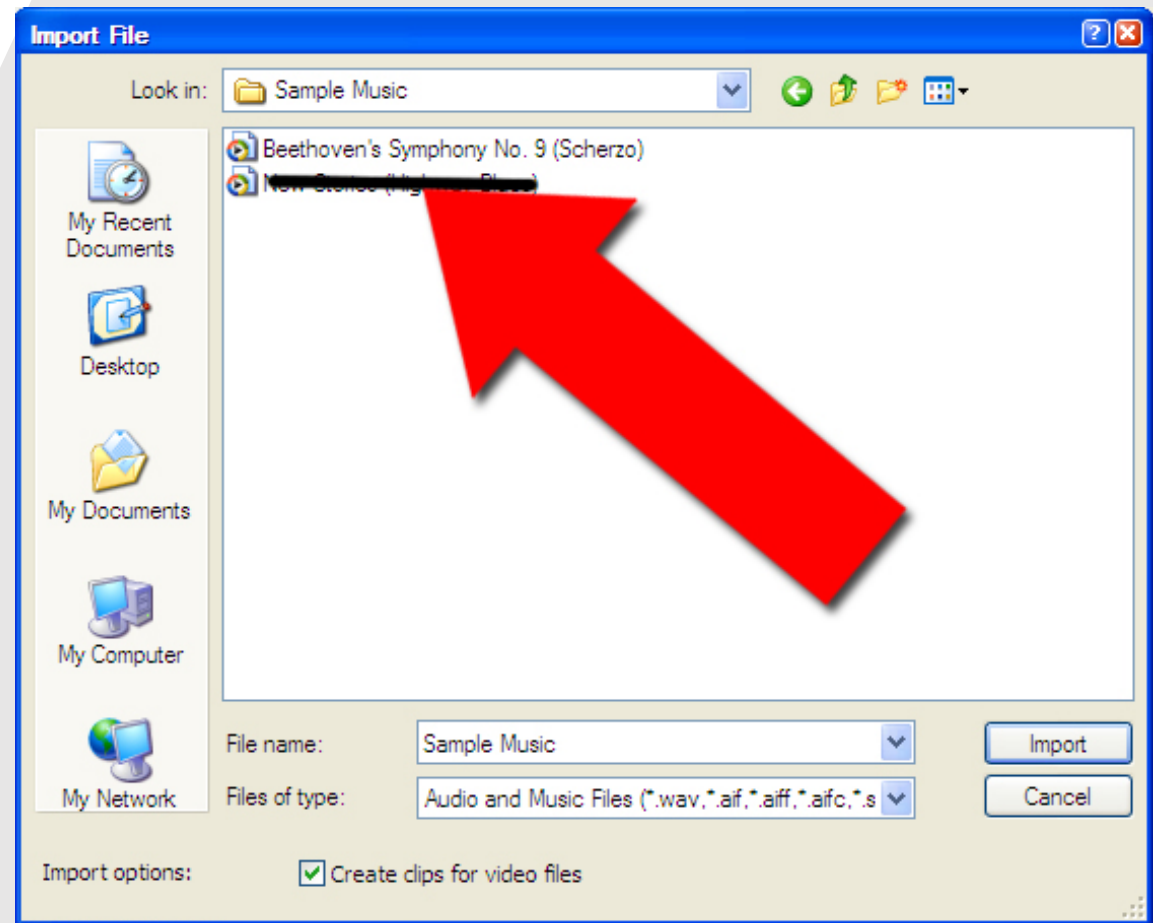 Import File
Look in: Sample Music
Beethoven's Symphony No. 9 (Scherzo)
My Recent
Documents
Desktop
My Documents
My Computer
My Network
File name: Sample Music Import
Files of type: Audio and Music Files (*.wav,*.aif,*.aiff,*.aifc,*.s Cancel
Import options: Create clips for video files